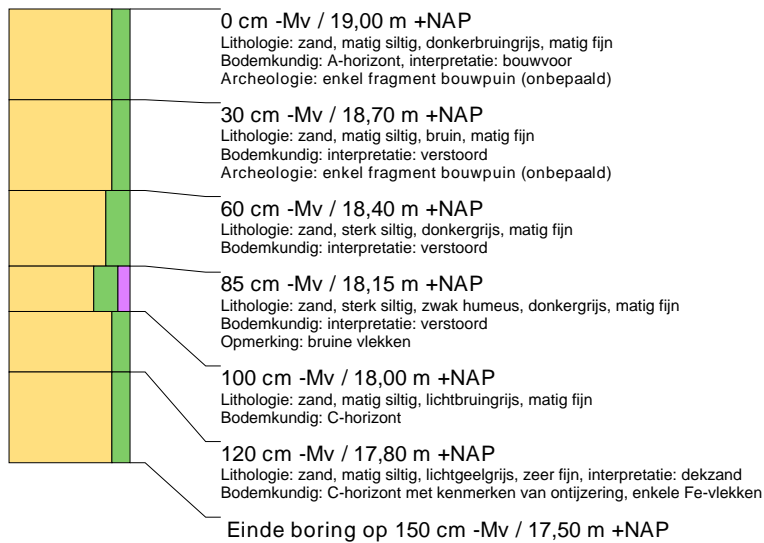 0 cm -Mv / 19,00 m +NAP
Lithologie: zand, matig siltig, donkerbruingrijs, matig fijn
Bodemkundig: A-horizont, interpretatie: bouwvoor
Archeologie: enkel fragment bouwpuin (onbepaald)
30 cm -Mv / 18,70 m +NAP
Lithologie: zand, matig siltig, bruin, matig fijn
Bodemkundig: interpretatie: verstoord
Archeologie: enkel fragment bouwpuin (onbepaald)
60 cm -Mv / 18,40 m +NAP
Lithologie: zand, sterk siltig, donkergrijs, matig fijn
Bodemkundig: interpretatie: verstoord
85 cm -Mv / 18,15 m +NAP
Lithologie: zand, sterk siltig, zwak humeus, donkergrijs, matig fijn
Bodemkundig: interpretatie: verstoord
Opmerking: bruine vlekken
100 cm -Mv / 18,00 m +NAP
Lithologie: zand, matig siltig, lichtbruingrijs, matig fijn
Bodemkundig: C-horizont
120 cm -Mv / 17,80 m +NAP
Lithologie: zand, matig siltig, lichtgeelgrijs, zeer fijn, interpretatie: dekzand
Bodemkundig: C-horizont met kenmerken van ontijzering, enkele Fe-vlekken
Einde boring op 150 cm -Mv / 17,50 m +NAP